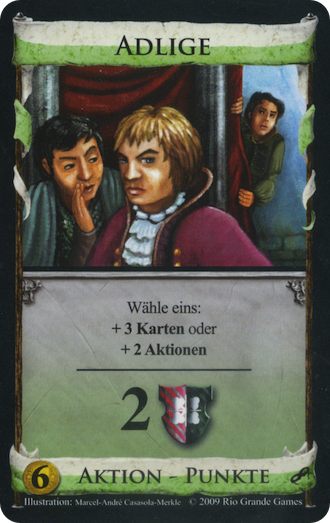 ADLIGE
Wähle eins:
+ 3 Karten oder
+ 2 Aktionen
2
6
AKTION - PUNKTE
Illustration: Marcel-André Casasola-Merkle © 2009 Rio Grande Games